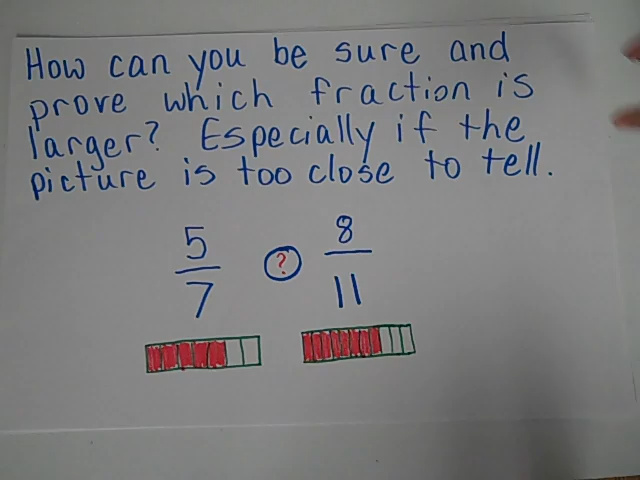 How can you be sure and
prove which fraction is
larger? Especially if the
picture is too close to tell.
5/7 ? 8/11